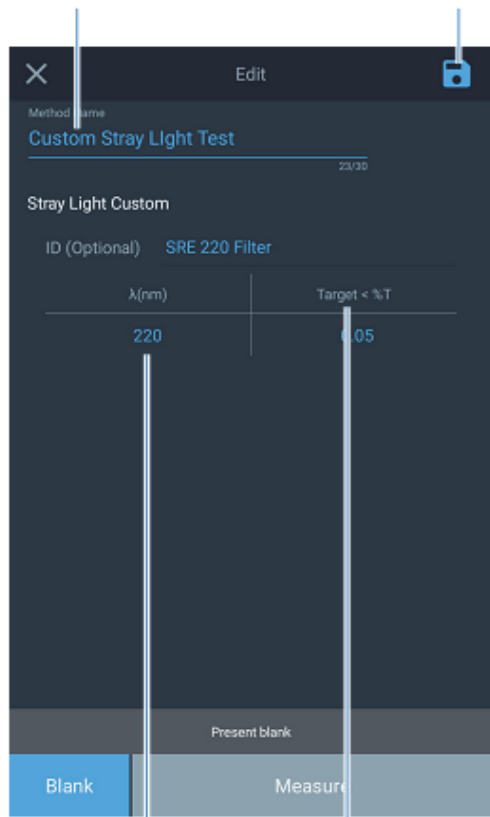 Edit
Method Name
Custom Stray LIght Test
23/30
Stray Light Custom
ID (Optional) SRE 220 Filter
λ(nm) Target < %T
220 0.05
Present blank
Blank Measure